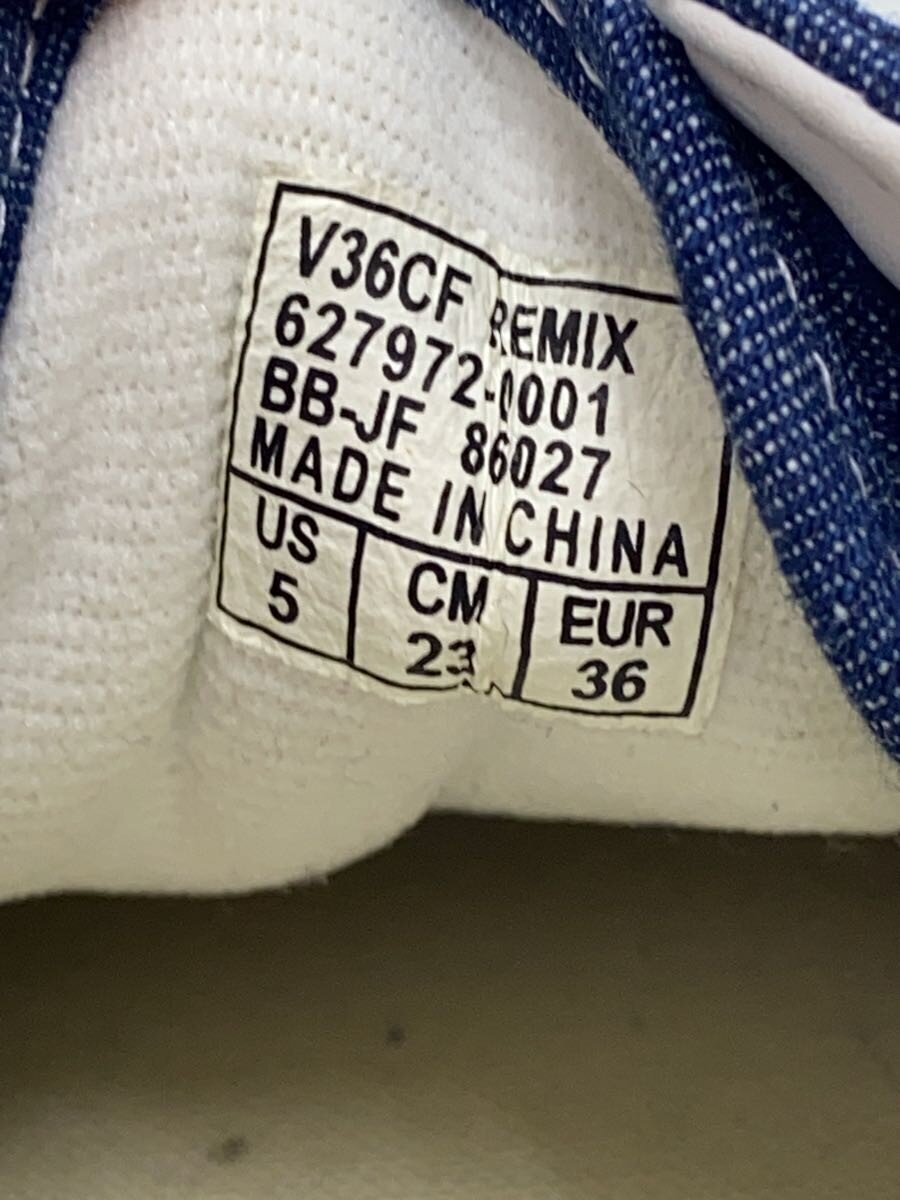 V36CF REMIX
627972-0001
BB-JF 86027
MADE IN CHINA
US CM EUR
5 23 36